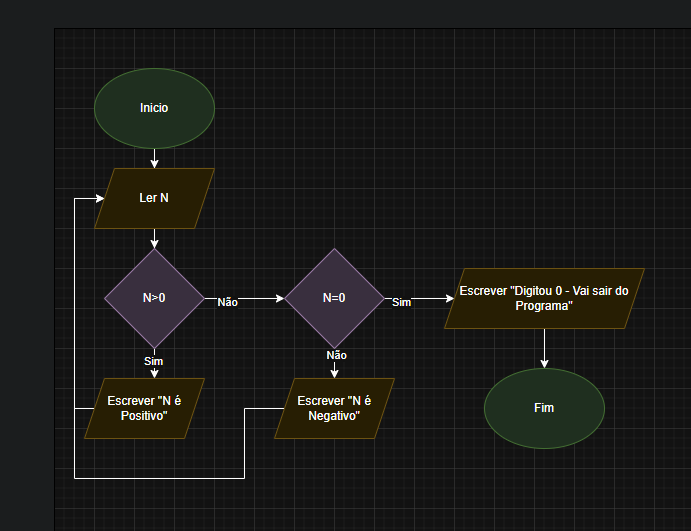 Inicio
Ler N
N>0
Não
N=0
Sim
Escrever "Digitou 0 - Vai sair do
Programa"
Sim
Não
Escrever "N é
Positivo"
Escrever "N é
Negativo"
Fim